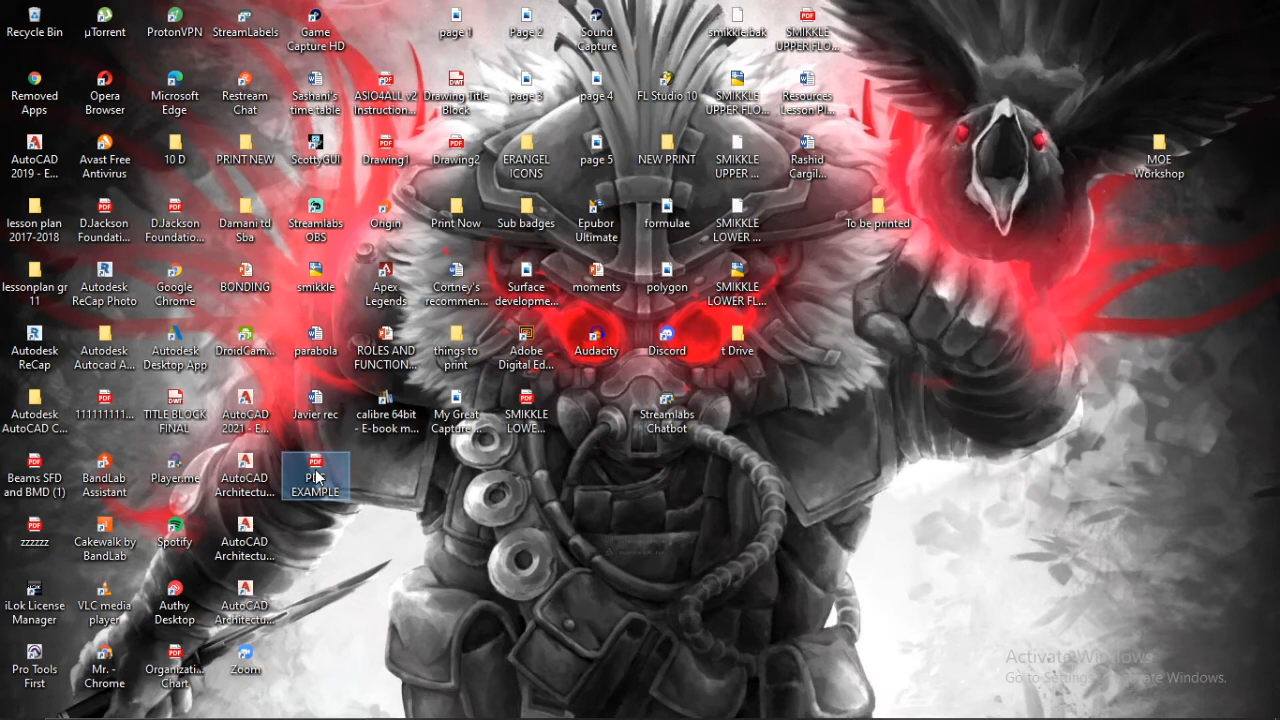 Recycle Bin
µTorrent
ProtonVPN
StreamLabels
Game
Capture HD
page 1
Page 2
Sound
Capture
smikkle.bak
SMIKKLE
UPPER FLO...
Removed
Apps
Opera
Browser
Microsoft
Edge
Restream
Chat
Sashani's
time table
ASIO4ALL v2
Instruction...
Drawing Title
Block
page 3
page 4
FL Studio 10
SMIKKLE
UPPER FLO...
Resources
Lesson Pl...
AutoCAD
2019 - E...
Avast Free
Antivirus
10 D
PRINT NEW
ScottyGUI
Drawing1
Drawing2
ERANGEL
ICONS
page 5
NEW PRINT
SMIKKLE
UPPER ...
Rashid
Cargil...
MOE
Workshop
lesson plan
2017-2018
D.Jackson
Foundati...
D.Jackson
Foundatio...
Damani td
Sba
Streamlabs
OBS
Origin
Print Now
Sub badges
Epubor
Ultimate
formulae
SMIKKLE
LOWER ...
To be printed
lessonplan gr
11
Autodesk
ReCap Photo
Google
Chrome
BONDING
smikkle
Apex
Legends
Cortney's
recommen...
Surface
developme...
moments
polygon
SMIKKLE
LOWER FL...
Autodesk
ReCap
Autodesk
Autocad A...
Autodesk
Desktop App
DroidCam...
parabola
ROLES AND
FUNCTION...
things to
print
Adobe
Digital Ed...
Audacity
Discord
t Drive
Autodesk
AutoCAD C...
111111111...
TITLE BLOCK
FINAL
AutoCAD
2021 - E...
Javier rec
calibre 64bit
- E-book m...
My Great
Capture ...
SMIKKLE
LOWE...
Streamlabs
Chatbot
Beams SFD
and BMD (1)
BandLab
Assistant
Player.me
AutoCAD
Architectu...
EXAMPLE
zzzzzz
Cakewalk by
BandLab
Spotify
AutoCAD
Architectu...
iLok License
Manager
VLC media
player
Authy
Desktop
AutoCAD
Architectu...
Pro Tools
First
Mr. -
Chrome
Organizati...
Chart
Zoom
Activate Windows
Go to Settings to activate Windows.